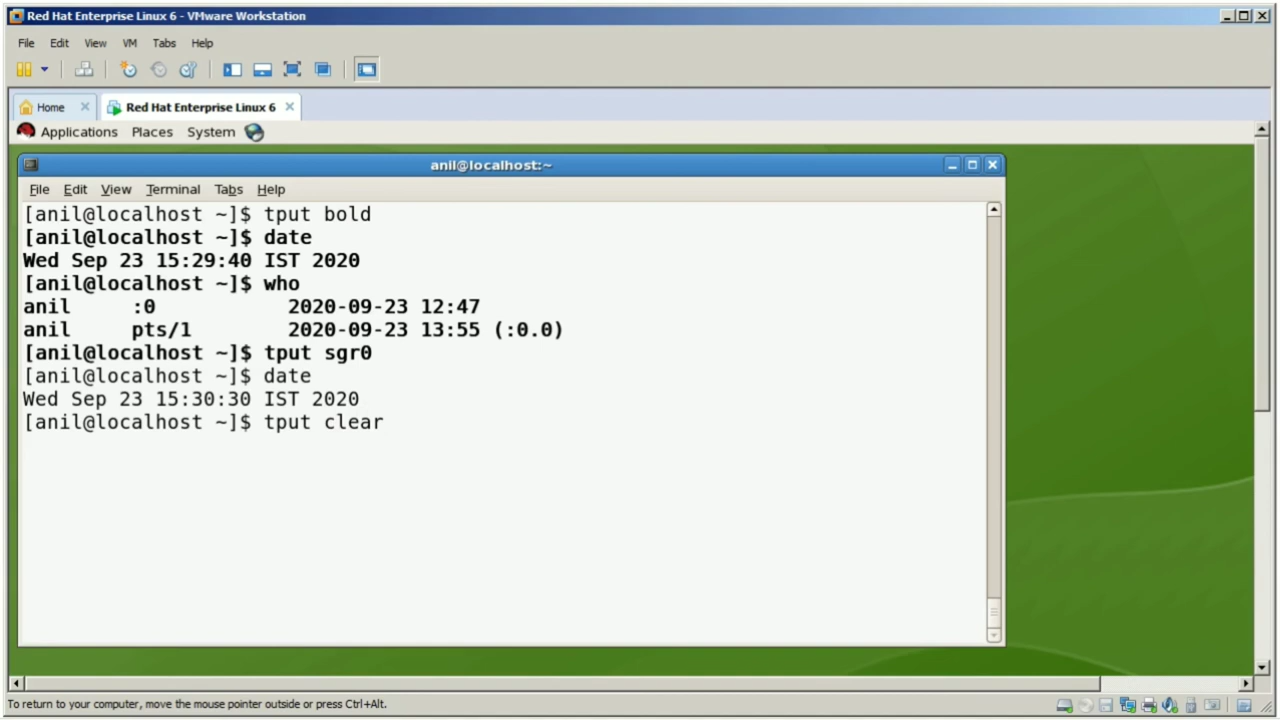 Red Hat Enterprise Linux 6 - VMware Workstation
File Edit View VM Tabs Help
Home Red Hat Enterprise Linux 6
Applications Places System
anil@localhost:~
File Edit View Terminal Tabs Help
[anil@localhost ~]$ tput bold
[anil@localhost ~]$ date
Wed Sep 23 15:29:40 IST 2020
[anil@localhost ~]$ who
anil     :0           2020-09-23 12:47
anil     pts/1        2020-09-23 13:55 (:0.0)
[anil@localhost ~]$ tput sgr0
[anil@localhost ~]$ date
Wed Sep 23 15:30:30 IST 2020
[anil@localhost ~]$ tput clear
To return to your computer, move the mouse pointer outside or press Ctrl+Alt.